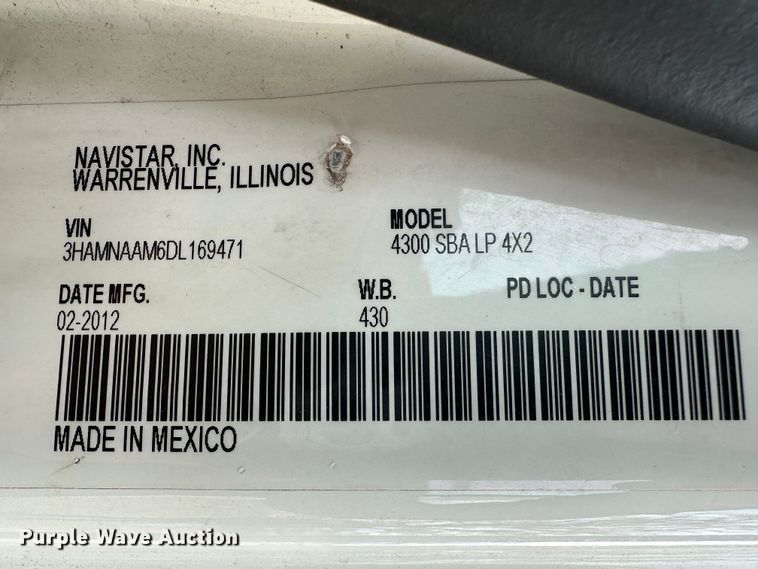 NAVISTAR, INC.
WARRENVILLE, ILLINOIS
VIN
3HAMNAAM6DL169471
MODEL
4300 SBA LP 4X2
DATE MFG.
02-2012
W.B.
430
PD LOC - DATE
MADE IN MEXICO
Purple Wave Auction